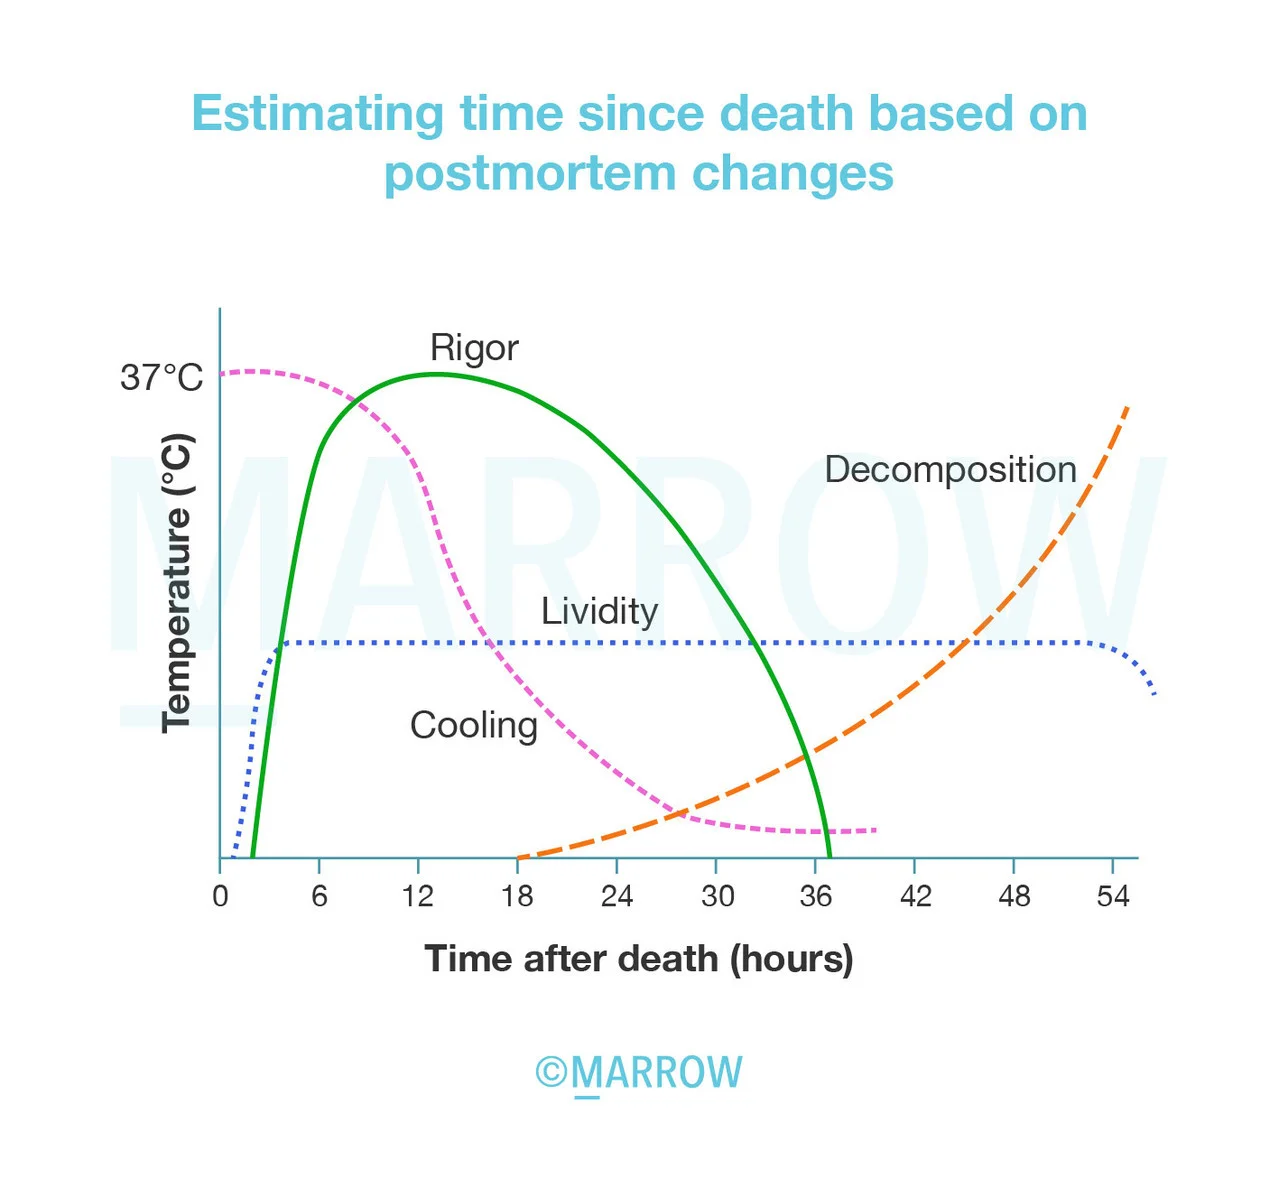 Estimating time since death based on
postmortem changes
Rigor
37°C
Decomposition
MARROW
Temperature (°C)
Lividity
Cooling
0 6 12 18 24 30 36 42 48 54
Time after death (hours)
©MARROW